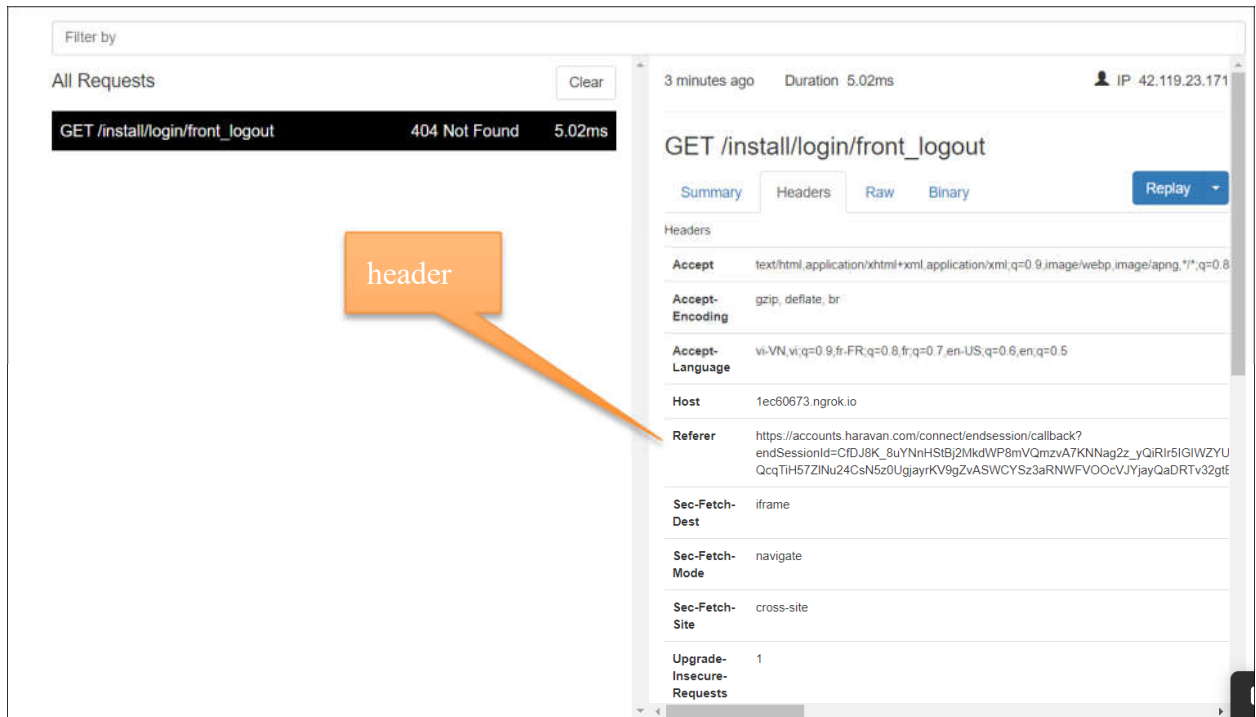 Filter by
All Requests
Clear
GET /install/login/front_logout 404 Not Found 5.02ms
header
3 minutes ago Duration 5.02ms IP 42.119.23.171
GET /install/login/front_logout
Summary Headers Raw Binary Replay
Headers
Accept text/html,application/xhtml+xml,application/xml;q=0.9,image/webp,image/apng,*/*;q=0.8
Accept-
Encoding gzip, deflate, br
Accept-
Language vi-VN,vi;q=0.9,fr-FR;q=0.8,fr;q=0.7,en-US;q=0.6,en;q=0.5
Host 1ec60673.ngrok.io
Referer https://accounts.haravan.com/connect/endsession/callback?
endSessionId=CfDJ8K_8uYNnHStBj2MkdWP8mVQmzvA7KNNag2z_yQiRIr5IGIWZYU
QcqTiH57ZlNu24CsN5z0UgjayrKV9gZvASWCYSz3aRNWFVOOcVJYjayQaDRTv32gtE
Sec-Fetch-
Dest iframe
Sec-Fetch-
Mode navigate
Sec-Fetch-
Site cross-site
Upgrade-
Insecure-
Requests 1